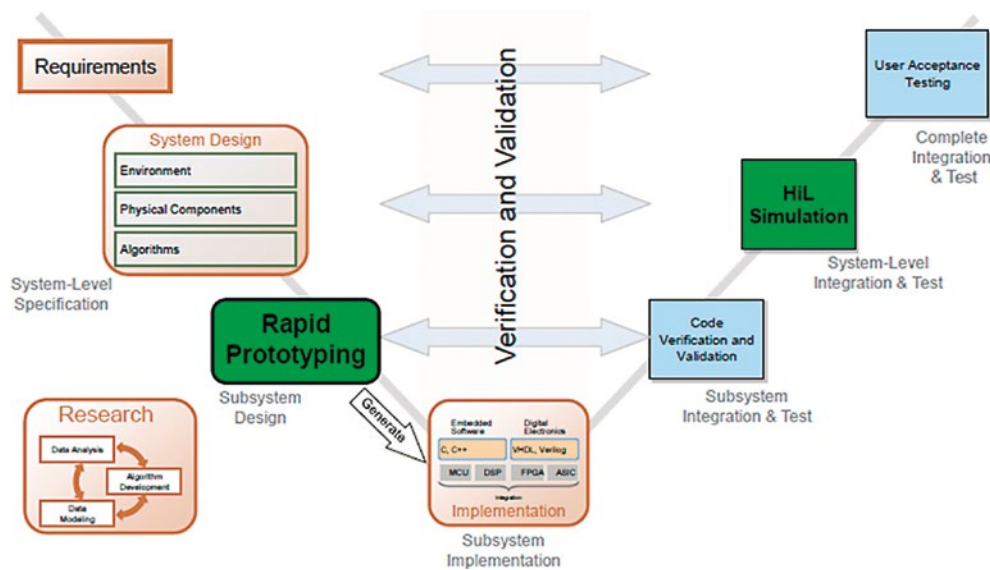 Requirements
System Design
Environment
Physical Components
Algorithms
System-Level
Specification
Rapid
Prototyping
Subsystem
Design
Research
Data Analysis
Algorithm
Development
Data
Modeling
Generate
Verification and Validation
Embedded
Software
Digital
Electronics
C, C++
VHDL, Verilog
MCU
DSP
FPGA
ASIC
Integration
Implementation
Subsystem
Implementation
User Acceptance
Testing
Complete
Integration
& Test
HiL
Simulation
System-Level
Integration & Test
Code
Verification and
Validation
Subsystem
Integration & Test